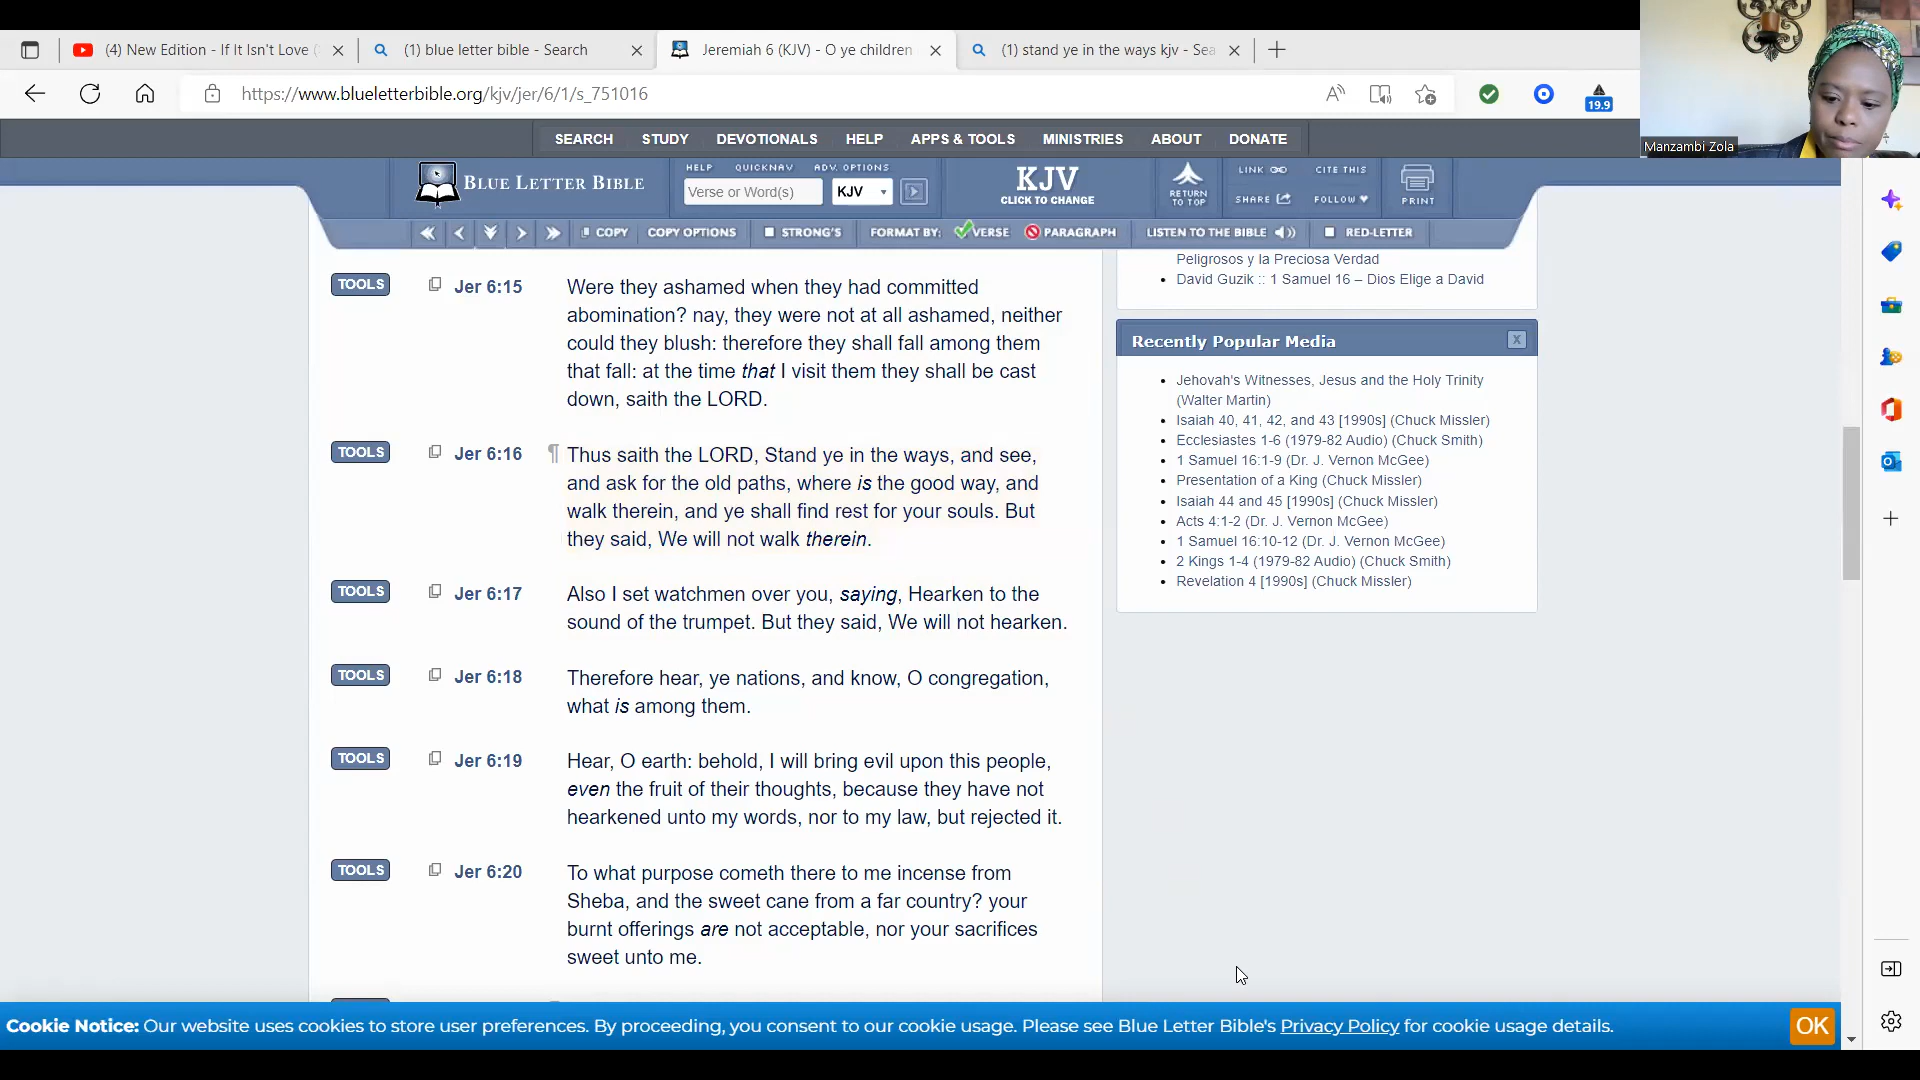 (4) New Edition - If It Isn't Love (
(1) blue letter bible - Search
Jeremiah 6 (KJV) - O ye children
(1) stand ye in the ways kjv - Sea
https://www.blueletterbible.org/kjv/jer/6/1/s_751016
19.9
Manzambi Zola
SEARCH STUDY DEVOTIONALS HELP APPS & TOOLS MINISTRIES ABOUT DONATE
BLUE LETTER BIBLE
HELP QUICKNAV ADV. OPTIONS
Verse or Word(s) KJV
KJV
CLICK TO CHANGE
RETURN
TO TOP
LINK CITE THIS
SHARE FOLLOW
PRINT
COPY COPY OPTIONS STRONG'S FORMAT BY: VERSE PARAGRAPH LISTEN TO THE BIBLE RED-LETTER
TOOLS Jer 6:15 Were they ashamed when they had committed
abomination? nay, they were not at all ashamed, neither
could they blush: therefore they shall fall among them
that fall: at the time that I visit them they shall be cast
down, saith the LORD.
TOOLS Jer 6:16 ¶ Thus saith the LORD, Stand ye in the ways, and see,
and ask for the old paths, where is the good way, and
walk therein, and ye shall find rest for your souls. But
they said, We will not walk therein.
TOOLS Jer 6:17 Also I set watchmen over you, saying, Hearken to the
sound of the trumpet. But they said, We will not hearken.
TOOLS Jer 6:18 Therefore hear, ye nations, and know, O congregation,
what is among them.
TOOLS Jer 6:19 Hear, O earth: behold, I will bring evil upon this people,
even the fruit of their thoughts, because they have not
hearkened unto my words, nor to my law, but rejected it.
TOOLS Jer 6:20 To what purpose cometh there to me incense from
Sheba, and the sweet cane from a far country? your
burnt offerings are not acceptable, nor your sacrifices
sweet unto me.
Peligrosos y la Preciosa Verdad
David Guzik :: 1 Samuel 16 – Dios Elige a David
Recently Popular Media
x
Jehovah's Witnesses, Jesus and the Holy Trinity
(Walter Martin)
Isaiah 40, 41, 42, and 43 [1990s] (Chuck Missler)
Ecclesiastes 1-6 (1979-82 Audio) (Chuck Smith)
1 Samuel 16:1-9 (Dr. J. Vernon McGee)
Presentation of a King (Chuck Missler)
Isaiah 44 and 45 [1990s] (Chuck Missler)
Acts 4:1-2 (Dr. J. Vernon McGee)
1 Samuel 16:10-12 (Dr. J. Vernon McGee)
2 Kings 1-4 (1979-82 Audio) (Chuck Smith)
Revelation 4 [1990s] (Chuck Missler)
Cookie Notice: Our website uses cookies to store user preferences. By proceeding, you consent to our cookie usage. Please see Blue Letter Bible's Privacy Policy for cookie usage details.
OK